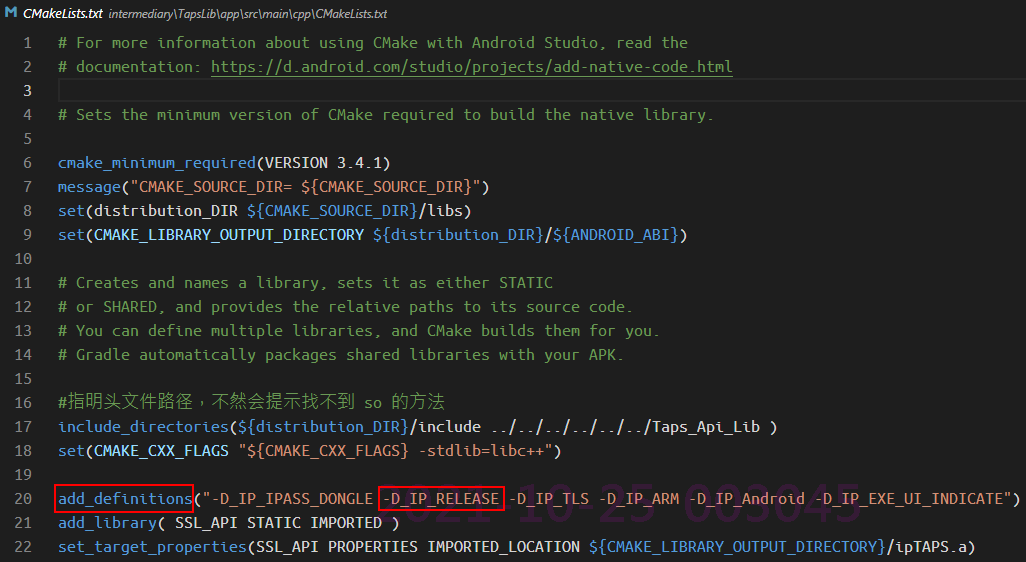 CMakeLists.txt intermediary\TapsLib\app\src\main\cpp\CMakeLists.txt
1 # For more information about using CMake with Android Studio, read the
2 # documentation: https://d.android.com/studio/projects/add-native-code.html
3
4 # Sets the minimum version of CMake required to build the native library.
5
6 cmake_minimum_required(VERSION 3.4.1)
7 message("CMAKE_SOURCE_DIR= ${CMAKE_SOURCE_DIR}")
8 set(distribution_DIR ${CMAKE_SOURCE_DIR}/libs)
9 set(CMAKE_LIBRARY_OUTPUT_DIRECTORY ${distribution_DIR}/${ANDROID_ABI})
10
11 # Creates and names a library, sets it as either STATIC
12 # or SHARED, and provides the relative paths to its source code.
13 # You can define multiple libraries, and CMake builds them for you.
14 # Gradle automatically packages shared libraries with your APK.
15
16 #指明头文件路径，不然会提示找不到 so 的方法
17 include_directories(${distribution_DIR}/include ../../../../../../Taps_Api_Lib )
18 set(CMAKE_CXX_FLAGS "${CMAKE_CXX_FLAGS} -stdlib=libc++")
19
20 add_definitions("-D_IP_IPASS_DONGLE -D_IP_RELEASE -D_IP_TLS -D_IP_ARM -D_IP_Android -D_IP_EXE_UI_INDICATE")
2021-10-25 003045
21 add_library( SSL_API STATIC IMPORTED )
22 set_target_properties(SSL_API PROPERTIES IMPORTED_LOCATION ${CMAKE_LIBRARY_OUTPUT_DIRECTORY}/ipTAPS.a)